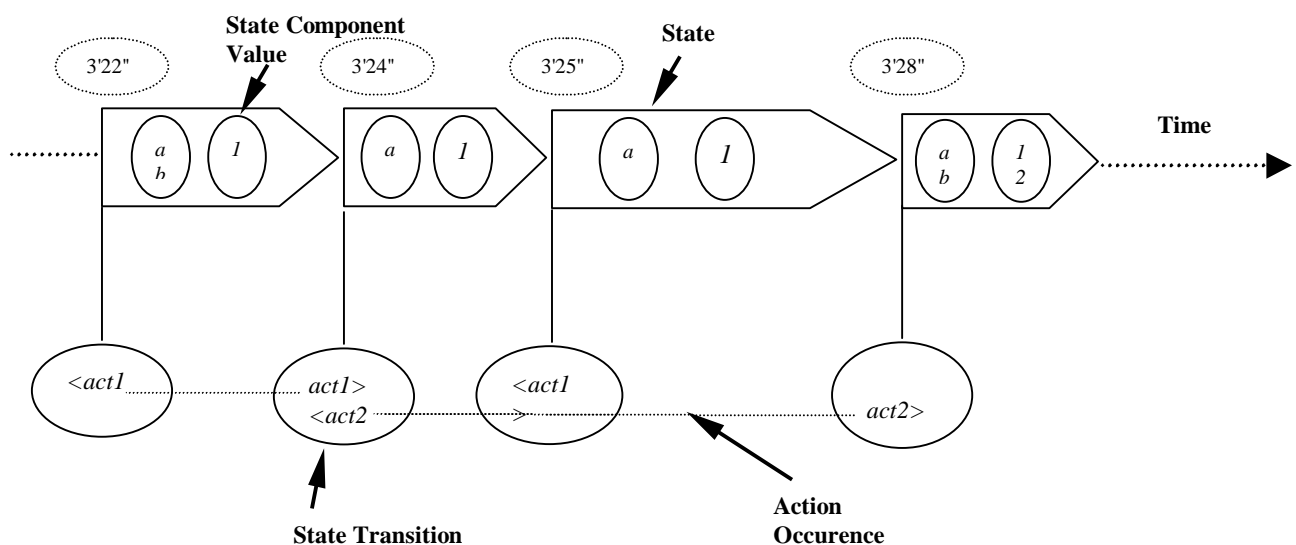 State Component
Value
State
3'22"
3'24"
3'25"
3'28"
Time
a
b
1
a
1
a
1
a
b
1
2
<act1
act1>
<act2
<act1
>
act2>
State Transition
Action
Occurence